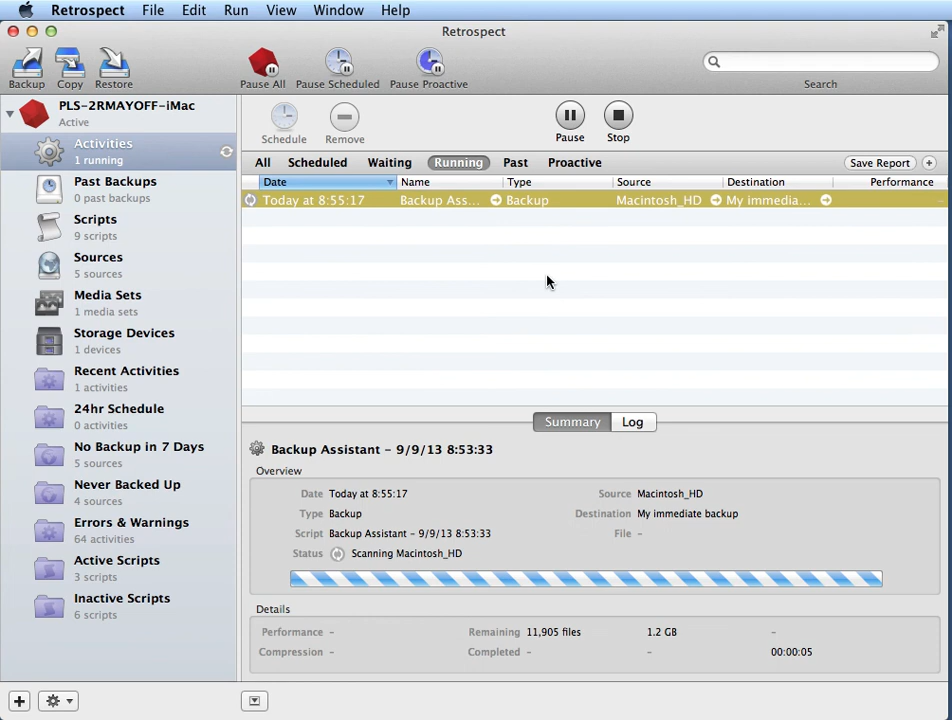 Retrospect File Edit Run View Window Help
Retrospect
Backup Copy Restore Pause All Pause Scheduled Pause Proactive Search
PLS-2RMAYOFF-iMac
Active
Activities
1 running
Past Backups
0 past backups
Scripts
9 scripts
Sources
5 sources
Media Sets
1 media sets
Storage Devices
1 devices
Recent Activities
1 activities
24hr Schedule
0 activities
No Backup in 7 Days
5 sources
Never Backed Up
4 sources
Errors & Warnings
64 activities
Active Scripts
3 scripts
Inactive Scripts
6 scripts
Schedule Remove Pause Stop
All Scheduled Waiting Running Past Proactive Save Report +
Date Name Type Source Destination Performance
Today at 8:55:17 Backup Ass... Backup Macintosh_HD My immedia... -
Summary Log
Backup Assistant – 9/9/13 8:53:33
Overview
Date Today at 8:55:17 Source Macintosh_HD
Type Backup Destination My immediate backup
Script Backup Assistant – 9/9/13 8:53:33 File -
Status Scanning Macintosh_HD
Details
Performance - Remaining 11,905 files 1.2 GB -
Compression - Completed - - 00:00:05